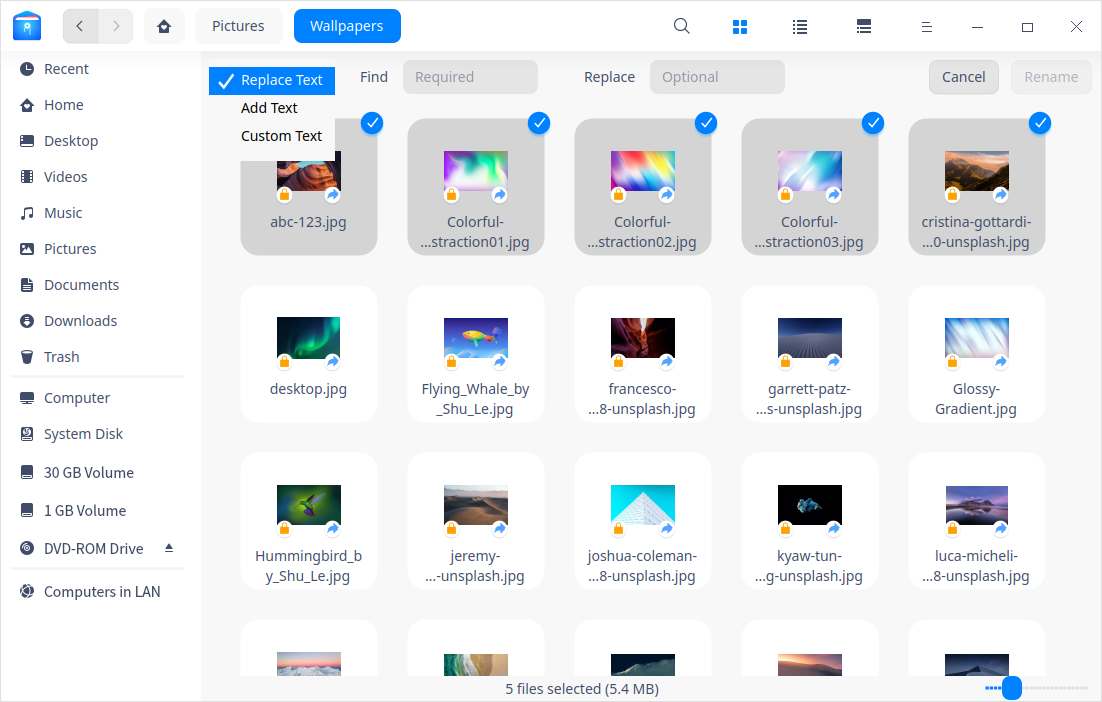 Pictures
Wallpapers
Recent
Home
Desktop
Videos
Music
Pictures
Documents
Downloads
Trash
Computer
System Disk
30 GB Volume
1 GB Volume
DVD-ROM Drive
Computers in LAN
Replace Text
Add Text
Custom Text
Find
Required
Replace
Optional
Cancel
Rename
abc-123.jpg
Colorful-
...straction01.jpg
Colorful-
...straction02.jpg
Colorful-
...straction03.jpg
cristina-gottardi-
...0-unsplash.jpg
desktop.jpg
Flying_Whale_by
_Shu_Le.jpg
francesco-
...8-unsplash.jpg
garrett-patz-
...s-unsplash.jpg
Glossy-
Gradient.jpg
Hummingbird_b
y_Shu_Le.jpg
jeremy-
...-unsplash.jpg
joshua-coleman-
...8-unsplash.jpg
kyaw-tun-
...g-unsplash.jpg
luca-micheli-
...8-unsplash.jpg
5 files selected (5.4 MB)